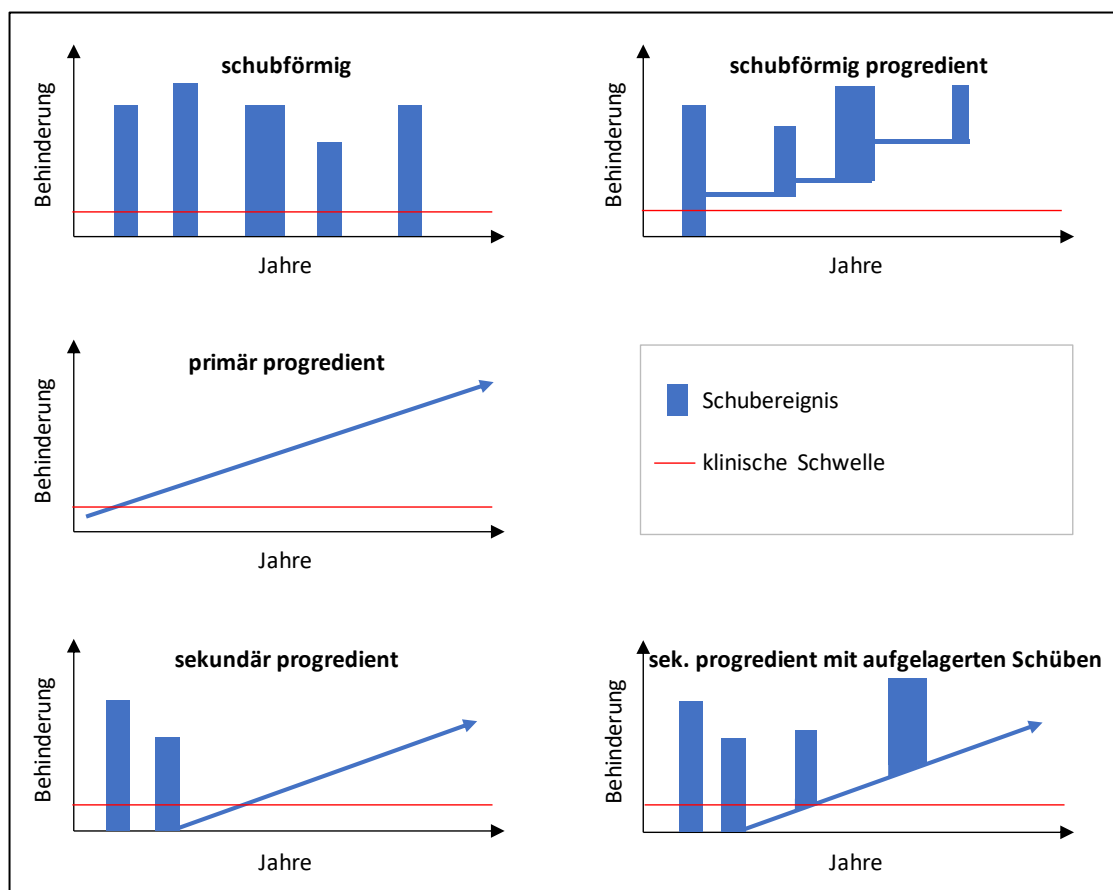 schubförmig
Behinderung
Jahre
schubförmig progredient
Behinderung
Jahre
primär progredient
Behinderung
Jahre
Schubereignis
klinische Schwelle
sekundär progredient
Behinderung
Jahre
sek. progredient mit aufgelagerten Schüben
Behinderung
Jahre